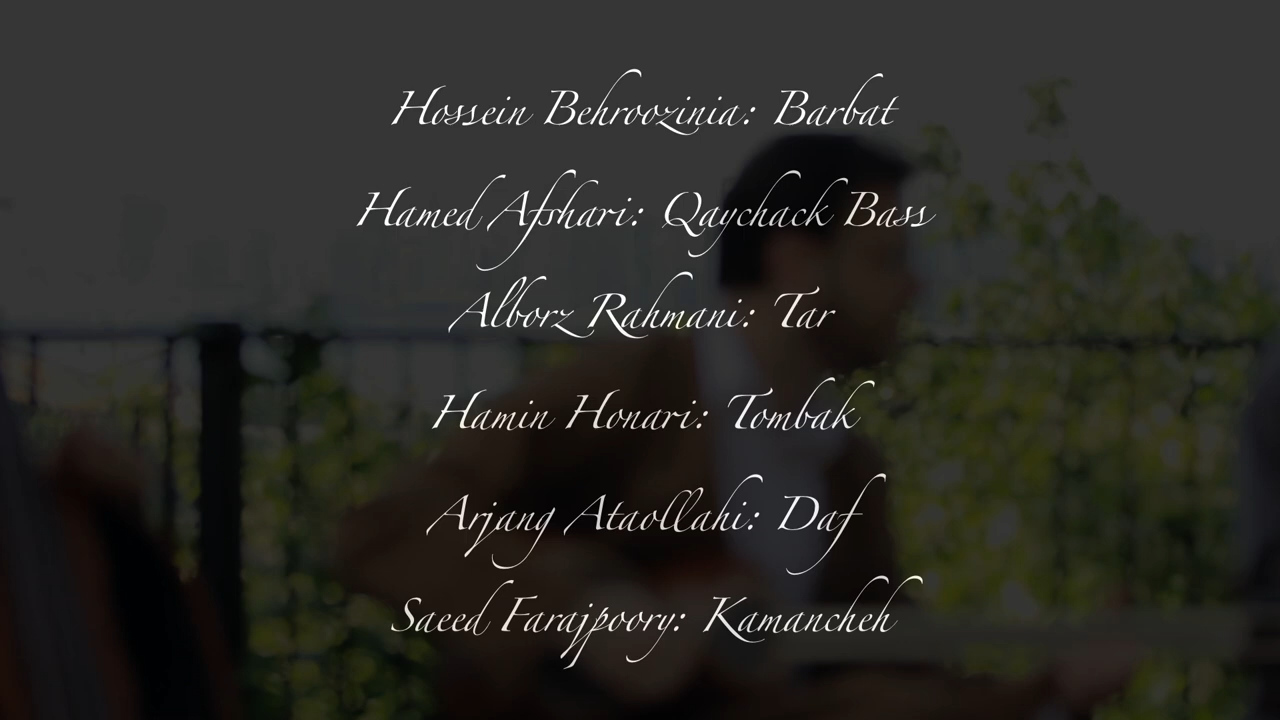 Hossein Behroozinia: Barbat
Hamed Afshari: Qaychack Bass
Alborz Rahmani: Tar
Hamin Honari: Tombak
Arjang Ataollahi: Daf
Saeed Farajpoory: Kamancheh